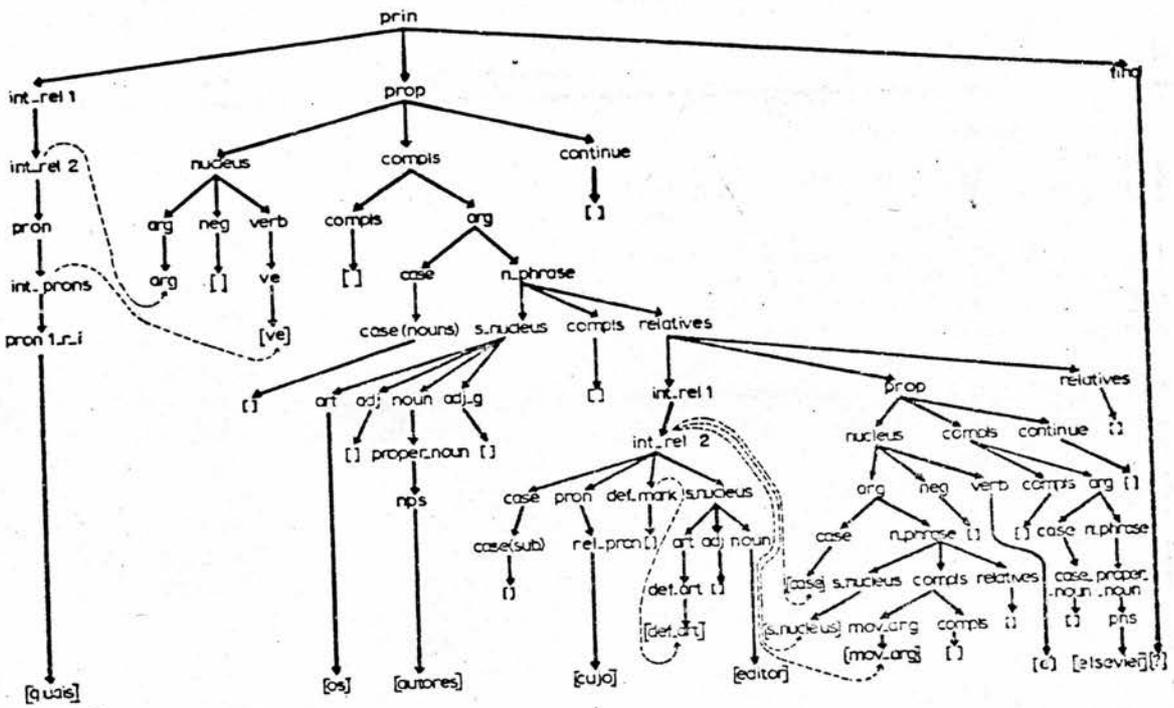 prin
int_rel 1 prop final
int_rel 2 nucleus compls continue
pron arg neg verb compls arg [ ]
int_prons arg [ ] ve [ ] case n_phrase
pron1_r_i [ve] case(nouns) s_nucleus compls relatives
[ ] art adj noun adj_g [ ] int_rel 1 prop relatives
[ ] proper_noun [ ] int_rel 2 nucleus compls continue [ ]
nps case pron def_mark s_nucleus arg neg verb compls arg [ ]
case(sub) rel_pron [ ] art adj noun case n_phrase [ ] [ ] case n_phrase
[ ] def_art [ ] [case] s_nucleus compls relatives case_noun proper_noun
[def_art] [s_nucleus] mov_arg compls [ ] [ ] pns
[mov_arg] [ ]
[quais] [os] [autores] [cujo] [editor] [e] [elsevier] [?]